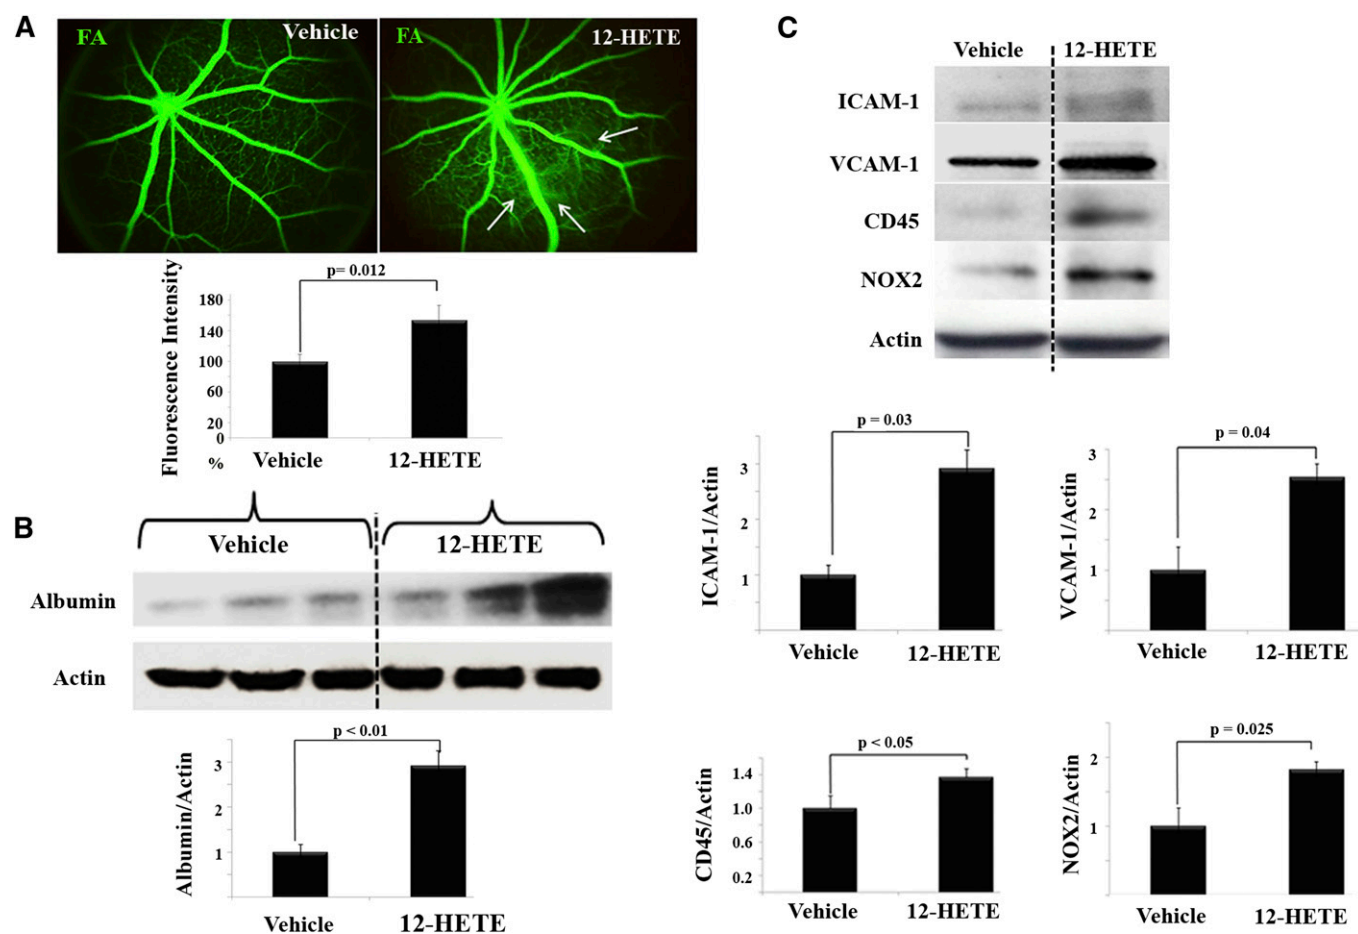 A
FA
Vehicle
FA
12-HETE
p= 0.012
Fluorescence Intensity
180
140
100
60
20
0
%
Vehicle
12-HETE
B
Vehicle
12-HETE
Albumin
Actin
p < 0.01
Albumin/Actin
3
2
1
Vehicle
12-HETE
C
Vehicle
12-HETE
ICAM-1
VCAM-1
CD45
NOX2
Actin
p = 0.03
ICAM-1/Actin
3
2
1
Vehicle
12-HETE
p = 0.04
VCAM-1/Actin
3
2
1
Vehicle
12-HETE
p < 0.05
CD45/Actin
1.4
1.0
0.6
0.2
Vehicle
12-HETE
p = 0.025
NOX2/Actin
2
1
Vehicle
12-HETE